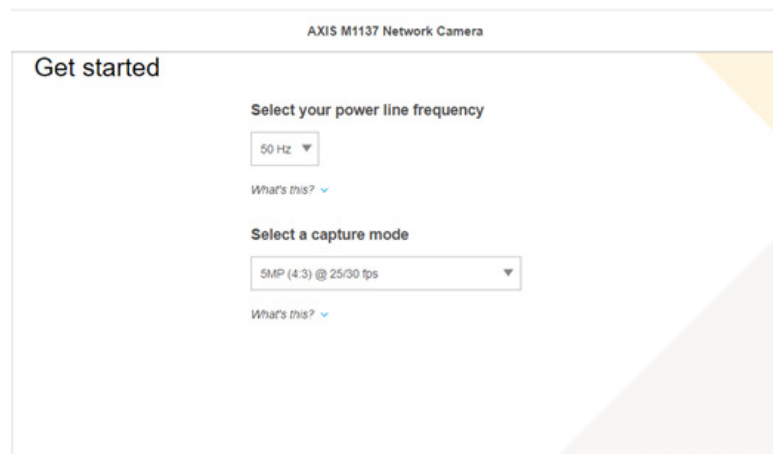 AXIS M1137 Network Camera
Get started
Select your power line frequency
50 Hz
What's this?
Select a capture mode
5MP (4:3) @ 25/30 fps
What's this?